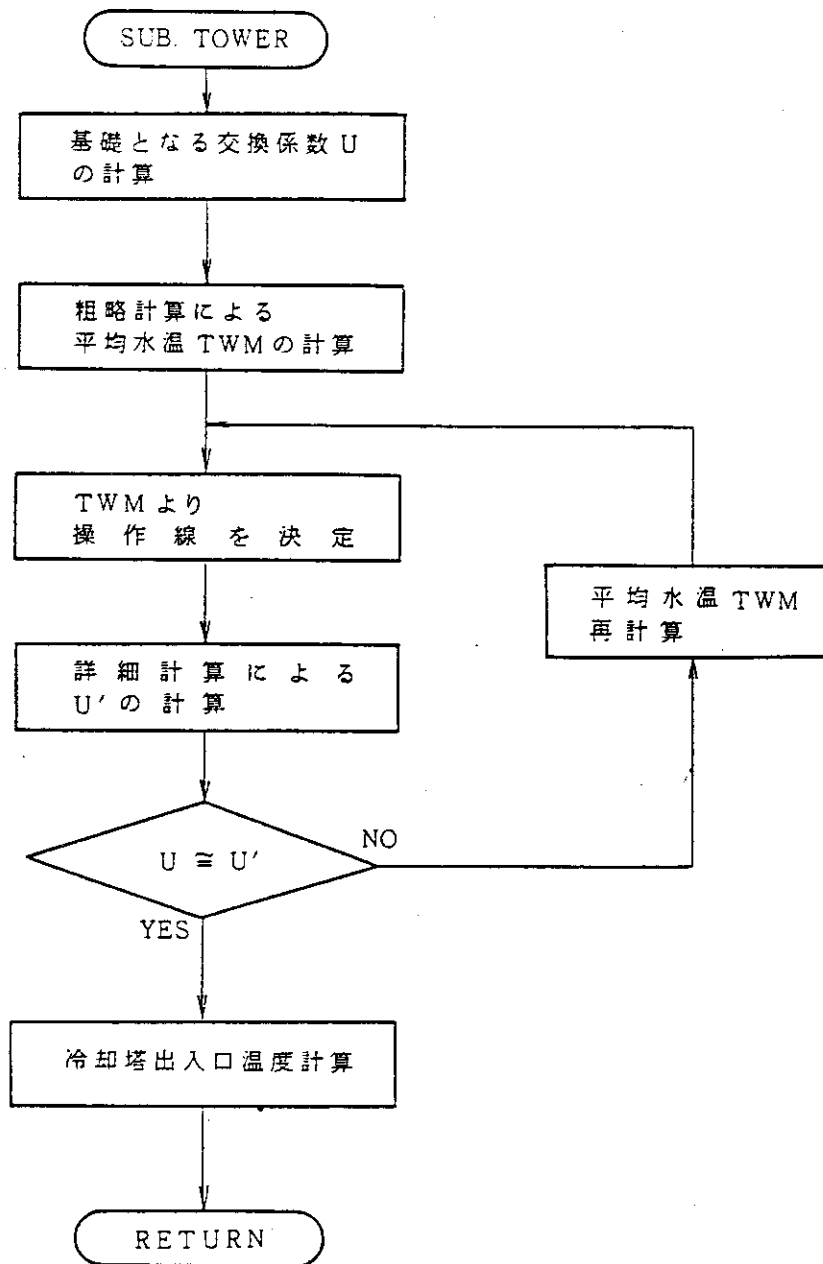 SUB. TOWER
基礎となる交換係数U
の計算
粗略計算による
平均水温TWMの計算
TWMより
操作線を決定
平均水温TWM
再計算
詳細計算による
U′の計算
U ≅ U′
NO
YES
冷却塔出入口温度計算
RETURN